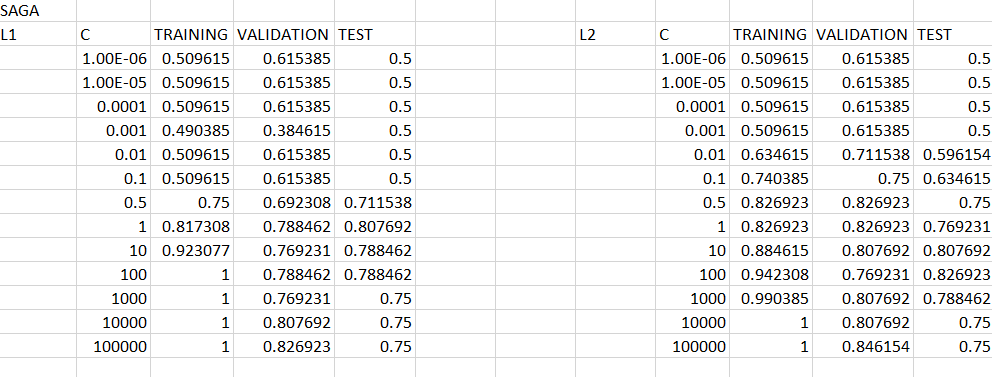 SAGA
L1 C TRAINING VALIDATION TEST L2 C TRAINING VALIDATION TEST
1.00E-06 0.509615 0.615385 0.5 1.00E-06 0.509615 0.615385 0.5
1.00E-05 0.509615 0.615385 0.5 1.00E-05 0.509615 0.615385 0.5
0.0001 0.509615 0.615385 0.5 0.0001 0.509615 0.615385 0.5
0.001 0.490385 0.384615 0.5 0.001 0.509615 0.615385 0.5
0.01 0.509615 0.615385 0.5 0.01 0.634615 0.711538 0.596154
0.1 0.509615 0.615385 0.5 0.1 0.740385 0.75 0.634615
0.5 0.75 0.692308 0.711538 0.5 0.826923 0.826923 0.75
1 0.817308 0.788462 0.807692 1 0.826923 0.826923 0.769231
10 0.923077 0.769231 0.788462 10 0.884615 0.807692 0.807692
100 1 0.788462 0.788462 100 0.942308 0.769231 0.826923
1000 1 0.769231 0.75 1000 0.990385 0.807692 0.788462
10000 1 0.807692 0.75 10000 1 0.807692 0.75
100000 1 0.826923 0.75 100000 1 0.846154 0.75